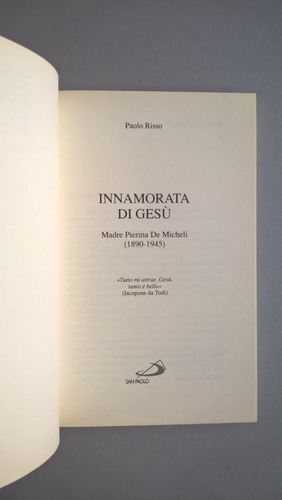 Paolo Risso
INNAMORATA
DI GESÙ
Madre Pierina De Micheli
(1890-1945)
«Tutto mi attrae, Gesù,
tanto è bello»
(Iacopone da Todi)
SAN PAOLO